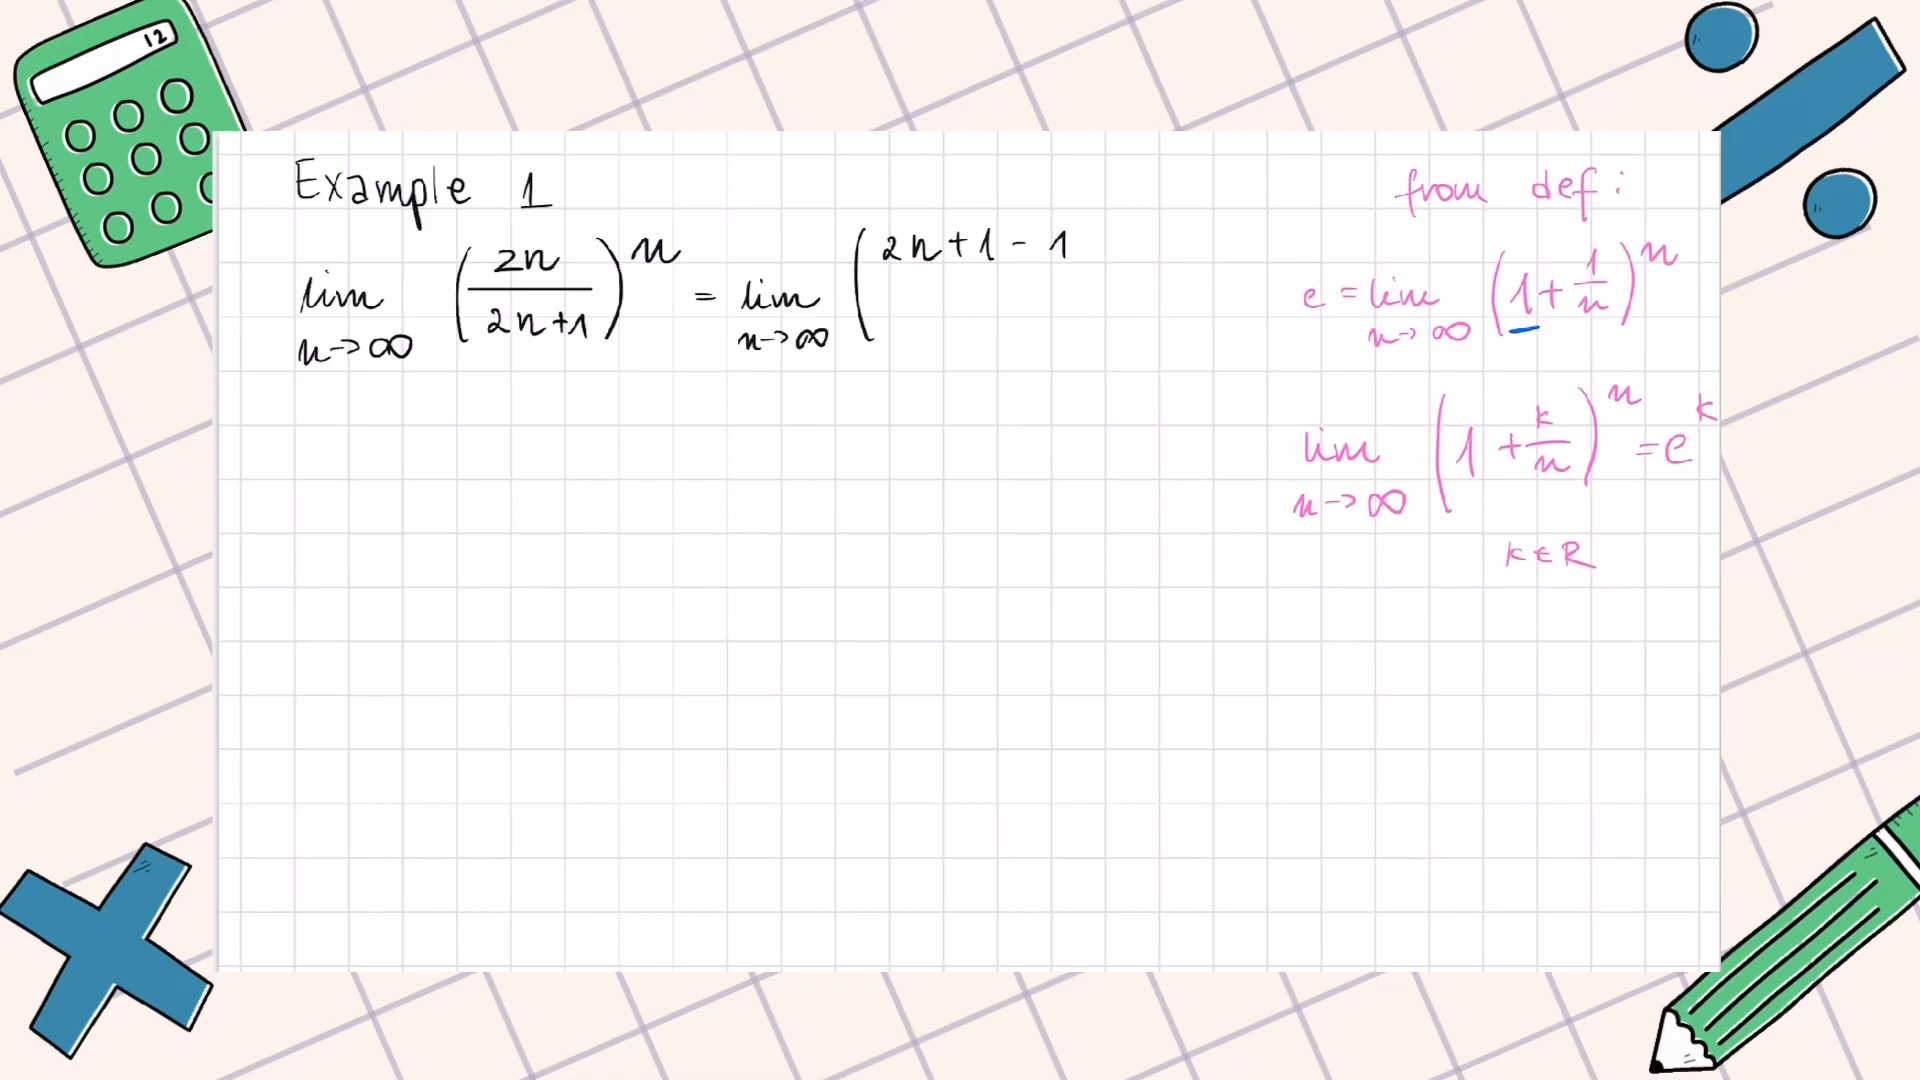 12
Example 1
lim n→∞ (2n/2n+1)^n = lim n→∞ (2n+1-1
from def:
e = lim n→∞ (1+1/n)^n
lim n→∞ (1+k/n)^n = e^k
k∈R